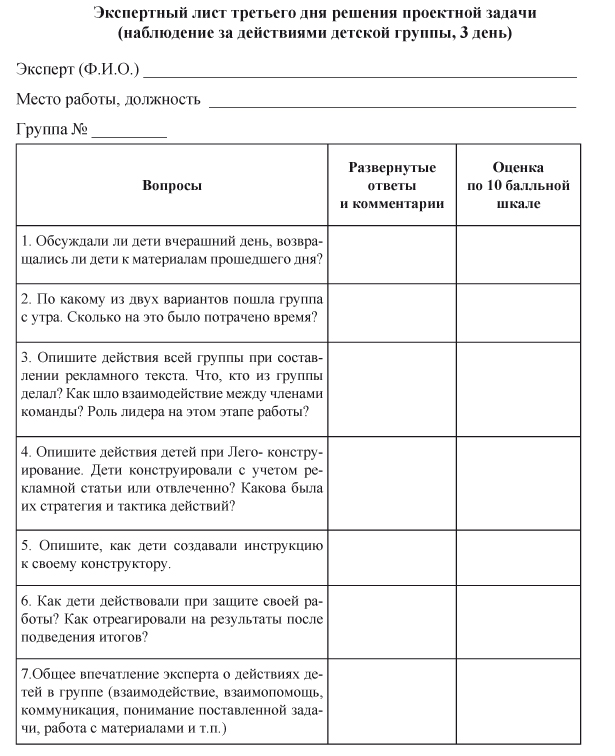 Экспертный лист третьего дня решения проектной задачи
(наблюдение за действиями детской группы, 3 день)
Эксперт (Ф.И.О.)
Место работы, должность
Группа №
Вопросы
Развернутые
ответы
и комментарии
Оценка
по 10 балльной
шкале
1. Обсуждали ли дети вчерашний день, возвра-
щались ли дети к материалам прошедшего дня?
2. По какому из двух вариантов пошла группа
с утра. Сколько на это было потрачено время?
3. Опишите действия всей группы при состав-
лении рекламного текста. Что, кто из группы
делал? Как шло взаимодействие между членами
команды? Роль лидера на этом этапе работы?
4. Опишите действия детей при Лего- констру-
ирование. Дети конструировали с учетом ре-
кламной статьи или отвлеченно? Какова была
их стратегия и тактика действий?
5. Опишите, как дети создавали инструкцию
к своему конструктору.
6. Как дети действовали при защите своей ра-
боты? Как отреагировали на результаты после
подведения итогов?
7.Общее впечатление эксперта о действиях де-
тей в группе (взаимодействие, взаимопомощь,
коммуникация, понимание поставленной зада-
чи, работа с материалами и т.п.)